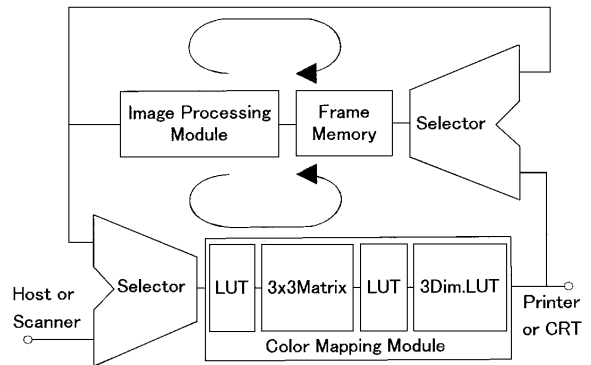 Image Processing
Module
Frame
Memory
Selector
Selector
LUT
3x3Matrix
LUT
3Dim.LUT
Color Mapping Module
Host or
Scanner
Printer
or CRT